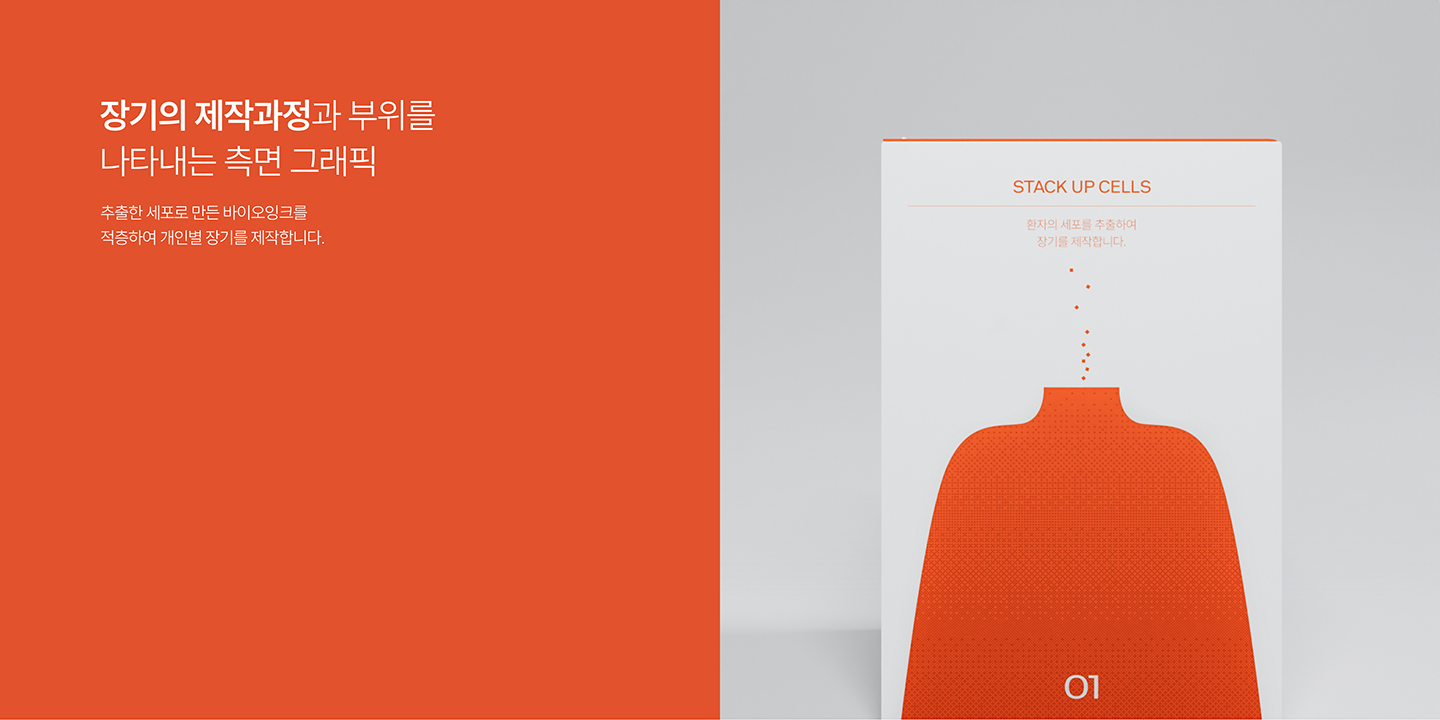 장기의 제작과정과 부위를
나타내는 측면 그래픽
추출한 세포로 만든 바이오잉크를
적층하여 개인별 장기를 제작합니다.
STACK UP CELLS
환자의 세포를 추출하여
장기를 제작합니다.
01